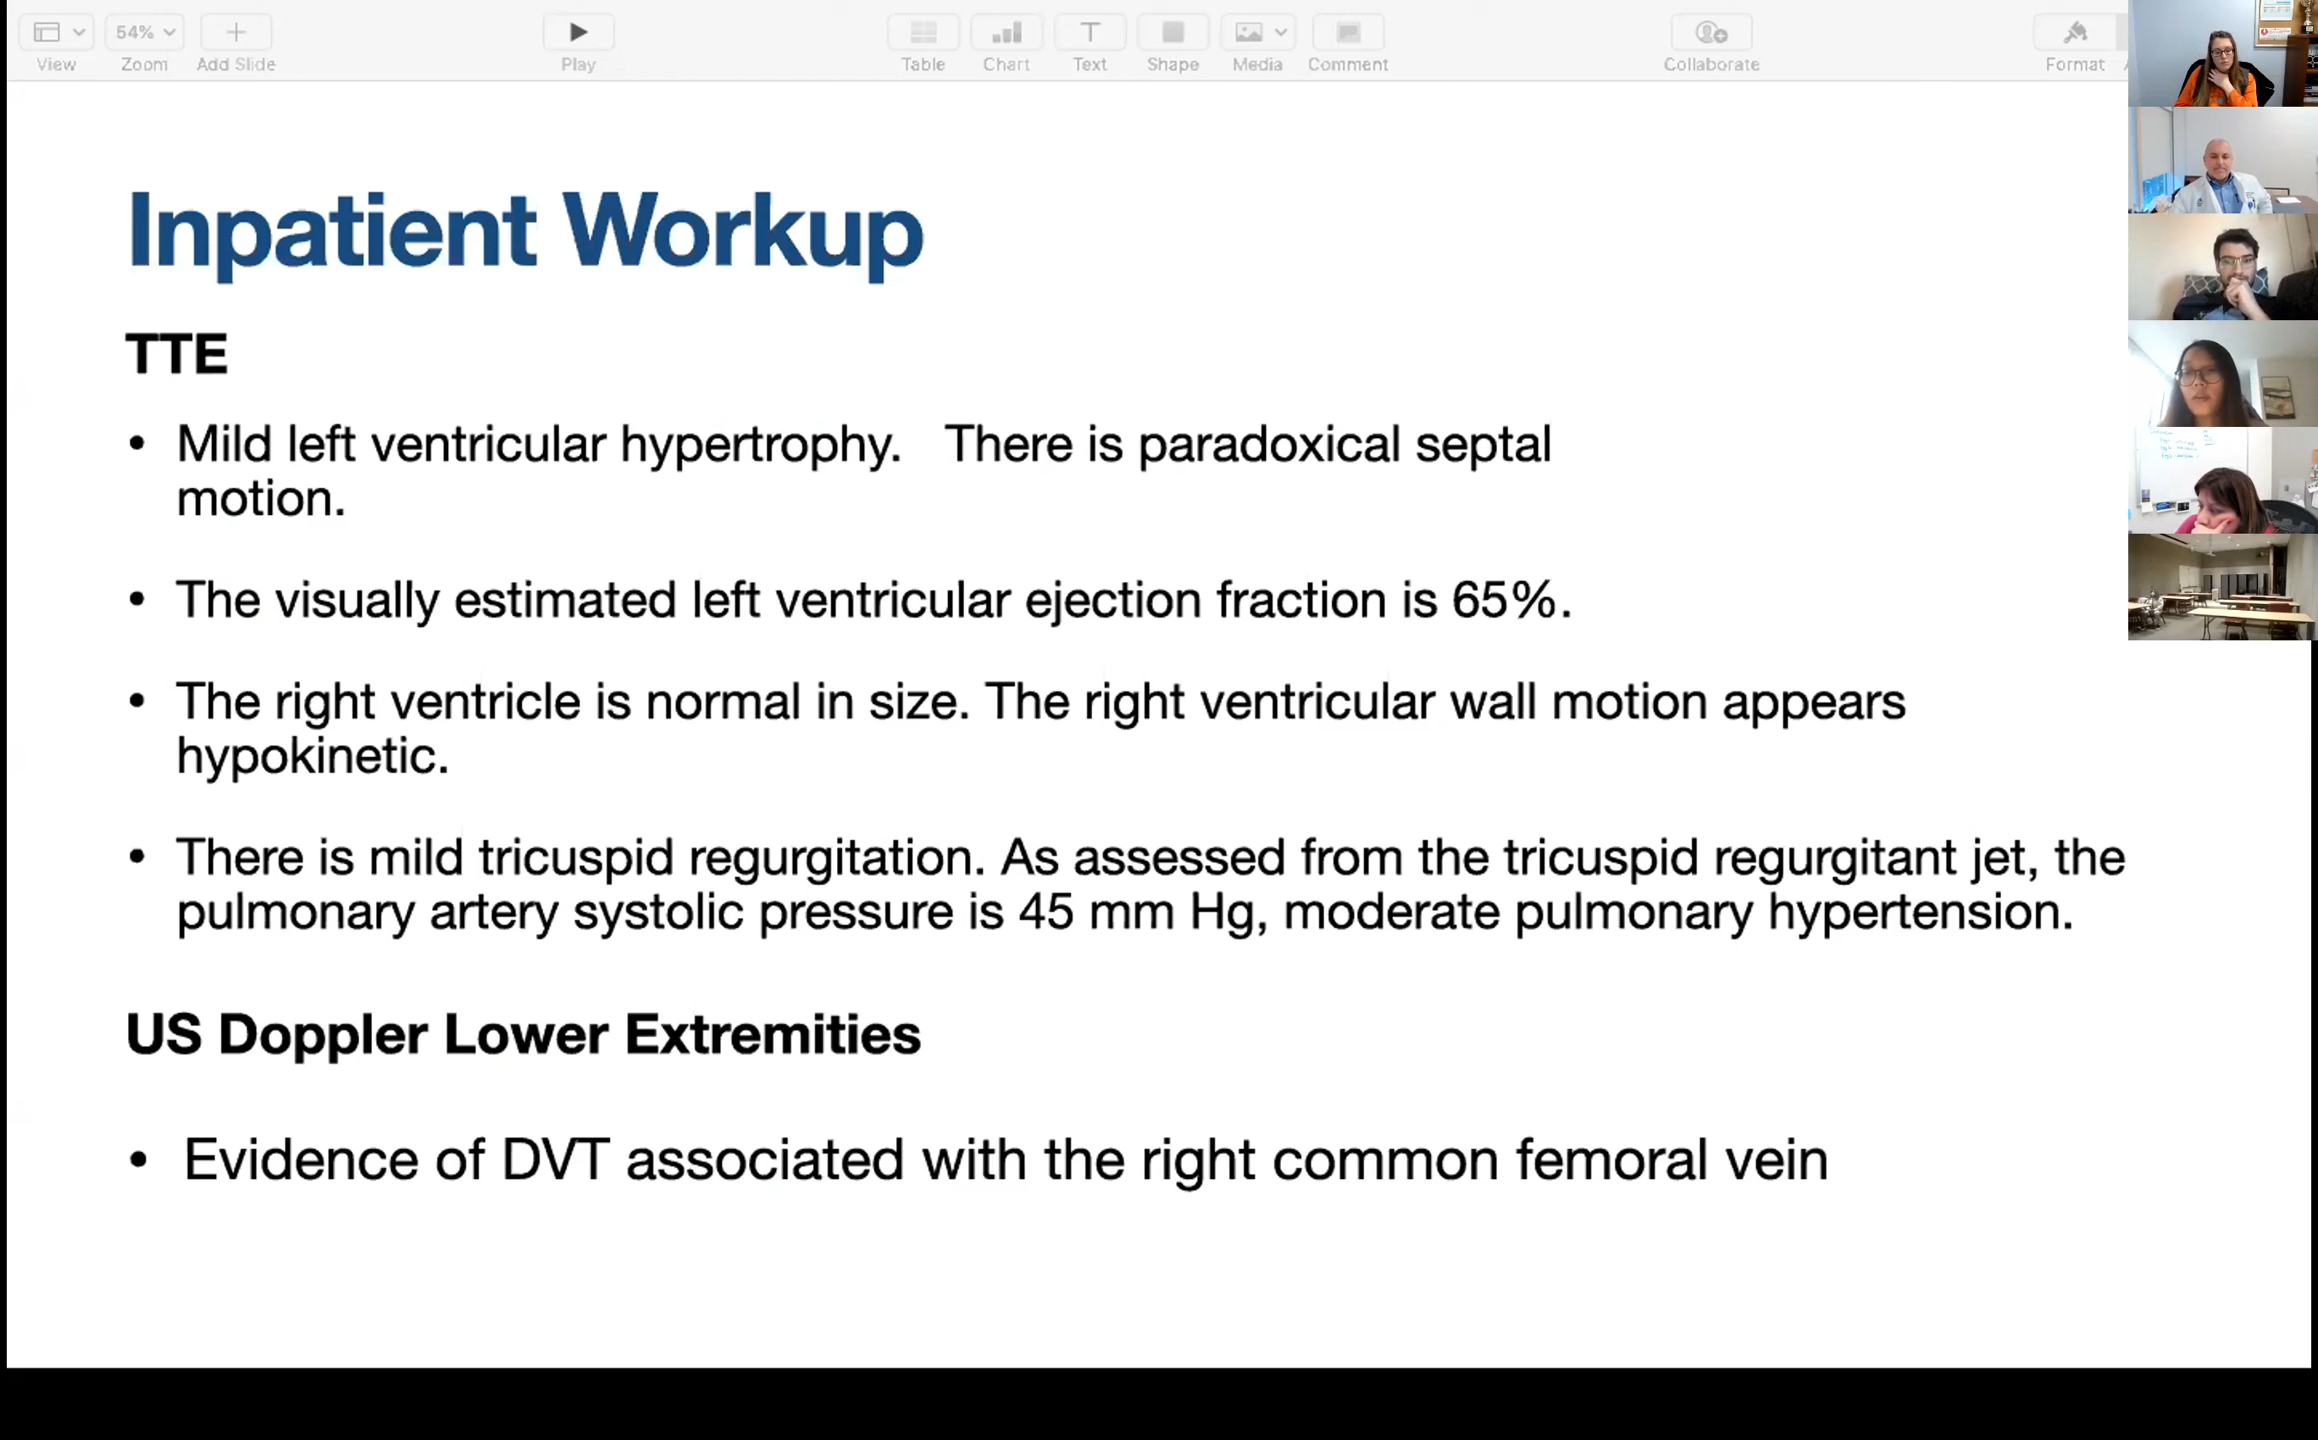 54%
View Zoom Add Slide Play Table Chart Text Shape Media Comment Collaborate Format
Inpatient Workup
TTE
• Mild left ventricular hypertrophy. There is paradoxical septal
motion.
• The visually estimated left ventricular ejection fraction is 65%.
• The right ventricle is normal in size. The right ventricular wall motion appears
hypokinetic.
• There is mild tricuspid regurgitation. As assessed from the tricuspid regurgitant jet, the
pulmonary artery systolic pressure is 45 mm Hg, moderate pulmonary hypertension.
US Doppler Lower Extremities
• Evidence of DVT associated with the right common femoral vein